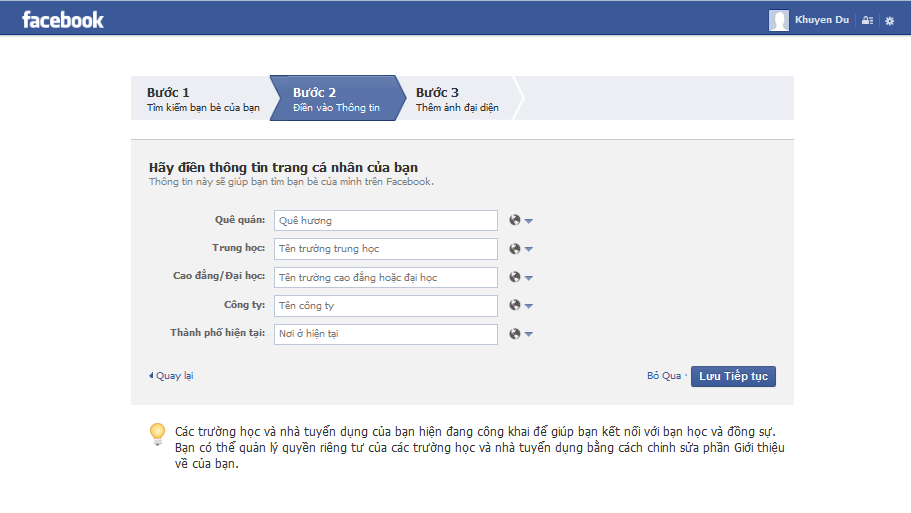 facebook
Khuyen Du
Bước 1
Tìm kiếm bạn bè của bạn
Bước 2
Điền vào Thông tin
Bước 3
Thêm ảnh đại diện
Hãy điền thông tin trang cá nhân của bạn
Thông tin này sẽ giúp bạn tìm bạn bè của mình trên Facebook.
Quê quán: Quê hương
Trung học: Tên trường trung học
Cao đẳng/Đại học: Tên trường cao đẳng hoặc đại học
Công ty: Tên công ty
Thành phố hiện tại: Nơi ở hiện tại
Quay lại
Bỏ Qua · Lưu Tiếp tục
Các trường học và nhà tuyển dụng của bạn hiện đang công khai để giúp bạn kết nối với bạn học và đồng sự.
Bạn có thể quản lý quyền riêng tư của các trường học và nhà tuyển dụng bằng cách chỉnh sửa phần Giới thiệu
về của bạn.